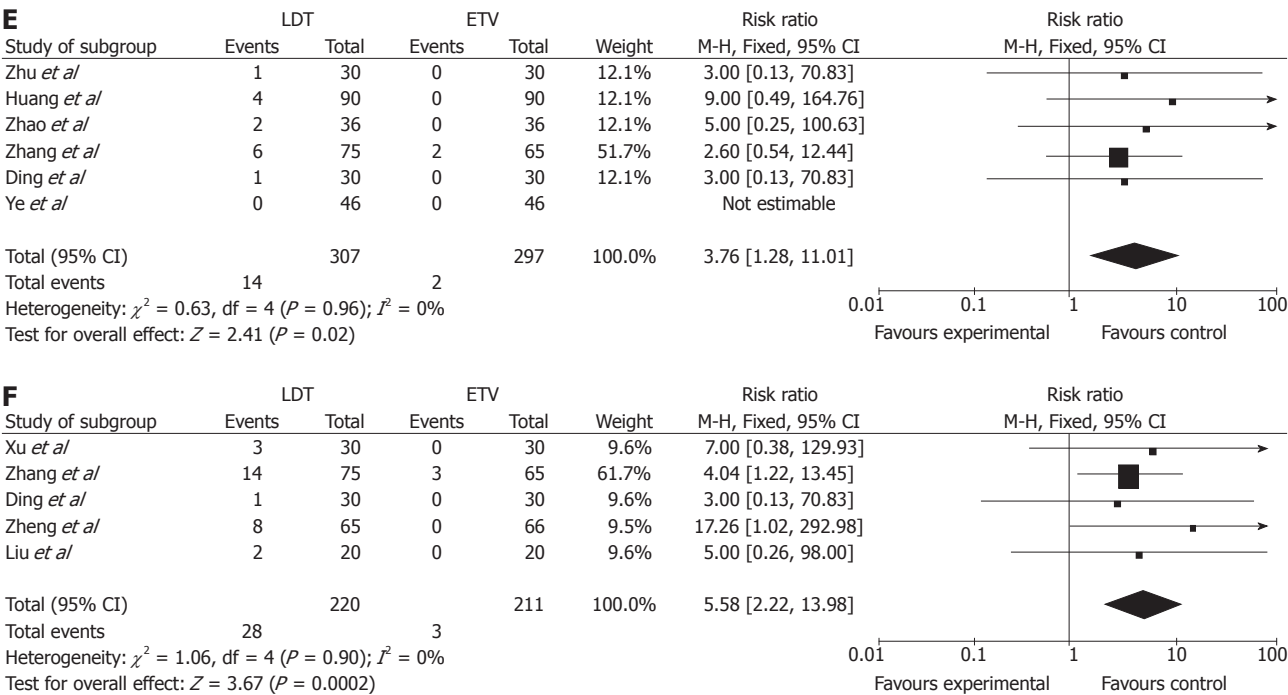 E LDT ETV Risk ratio Risk ratio
Study of subgroup Events Total Events Total Weight M-H, Fixed, 95% CI M-H, Fixed, 95% CI
Zhu et al 1 30 0 30 12.1% 3.00 [0.13, 70.83]
Huang et al 4 90 0 90 12.1% 9.00 [0.49, 164.76]
Zhao et al 2 36 0 36 12.1% 5.00 [0.25, 100.63]
Zhang et al 6 75 2 65 51.7% 2.60 [0.54, 12.44]
Ding et al 1 30 0 30 12.1% 3.00 [0.13, 70.83]
Ye et al 0 46 0 46 Not estimable
Total (95% CI) 307 297 100.0% 3.76 [1.28, 11.01]
Total events 14 2
Heterogeneity: χ² = 0.63, df = 4 (P = 0.96); I² = 0%
Test for overall effect: Z = 2.41 (P = 0.02)
0.01 0.1 1 10 100
Favours experimental Favours control
F LDT ETV Risk ratio Risk ratio
Study of subgroup Events Total Events Total Weight M-H, Fixed, 95% CI M-H, Fixed, 95% CI
Xu et al 3 30 0 30 9.6% 7.00 [0.38, 129.93]
Zhang et al 14 75 3 65 61.7% 4.04 [1.22, 13.45]
Ding et al 1 30 0 30 9.6% 3.00 [0.13, 70.83]
Zheng et al 8 65 0 66 9.5% 17.26 [1.02, 292.98]
Liu et al 2 20 0 20 9.6% 5.00 [0.26, 98.00]
Total (95% CI) 220 211 100.0% 5.58 [2.22, 13.98]
Total events 28 3
Heterogeneity: χ² = 1.06, df = 4 (P = 0.90); I² = 0%
Test for overall effect: Z = 3.67 (P = 0.0002)
0.01 0.1 1 10 100
Favours experimental Favours control